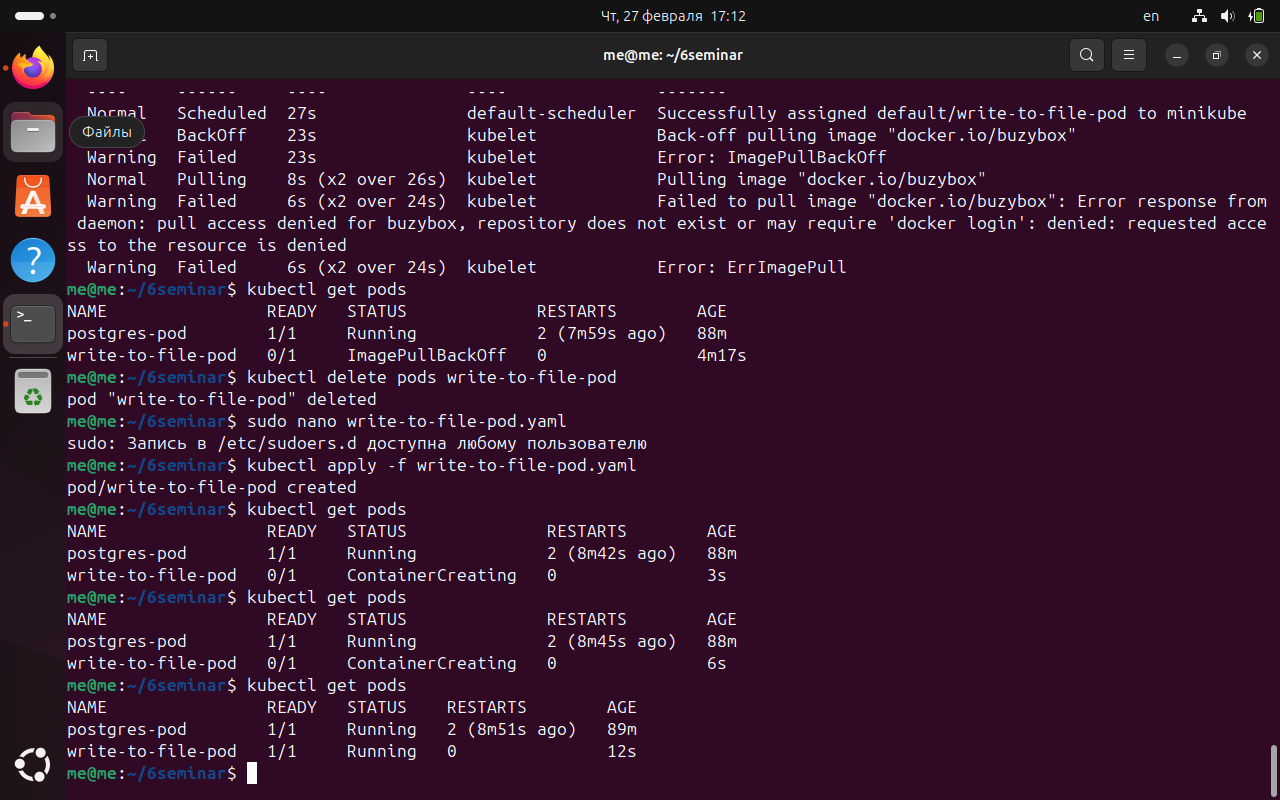 Чт, 27 февраля  17:12
en
me@me: ~/6seminar
  ----     ------     ----               ----               -------
  Normal   Scheduled  27s                default-scheduler  Successfully assigned default/write-to-file-pod to minikube
Файлы
           BackOff    23s                kubelet            Back-off pulling image "docker.io/buzybox"
  Warning  Failed     23s                kubelet            Error: ImagePullBackOff
  Normal   Pulling    8s (x2 over 26s)   kubelet            Pulling image "docker.io/buzybox"
  Warning  Failed     6s (x2 over 24s)   kubelet            Failed to pull image "docker.io/buzybox": Error response from
 daemon: pull access denied for buzybox, repository does not exist or may require 'docker login': denied: requested acce
ss to the resource is denied
  Warning  Failed     6s (x2 over 24s)   kubelet            Error: ErrImagePull
me@me:~/6seminar$ kubectl get pods
NAME                READY   STATUS             RESTARTS        AGE
postgres-pod        1/1     Running            2 (7m59s ago)   88m
write-to-file-pod   0/1     ImagePullBackOff   0               4m17s
me@me:~/6seminar$ kubectl delete pods write-to-file-pod
pod "write-to-file-pod" deleted
me@me:~/6seminar$ sudo nano write-to-file-pod.yaml
sudo: Запись в /etc/sudoers.d доступна любому пользователю
me@me:~/6seminar$ kubectl apply -f write-to-file-pod.yaml
pod/write-to-file-pod created
me@me:~/6seminar$ kubectl get pods
NAME                READY   STATUS              RESTARTS        AGE
postgres-pod        1/1     Running             2 (8m42s ago)   88m
write-to-file-pod   0/1     ContainerCreating   0               3s
me@me:~/6seminar$ kubectl get pods
NAME                READY   STATUS              RESTARTS        AGE
postgres-pod        1/1     Running             2 (8m45s ago)   88m
write-to-file-pod   0/1     ContainerCreating   0               6s
me@me:~/6seminar$ kubectl get pods
NAME                READY   STATUS    RESTARTS        AGE
postgres-pod        1/1     Running   2 (8m51s ago)   89m
write-to-file-pod   1/1     Running   0               12s
me@me:~/6seminar$